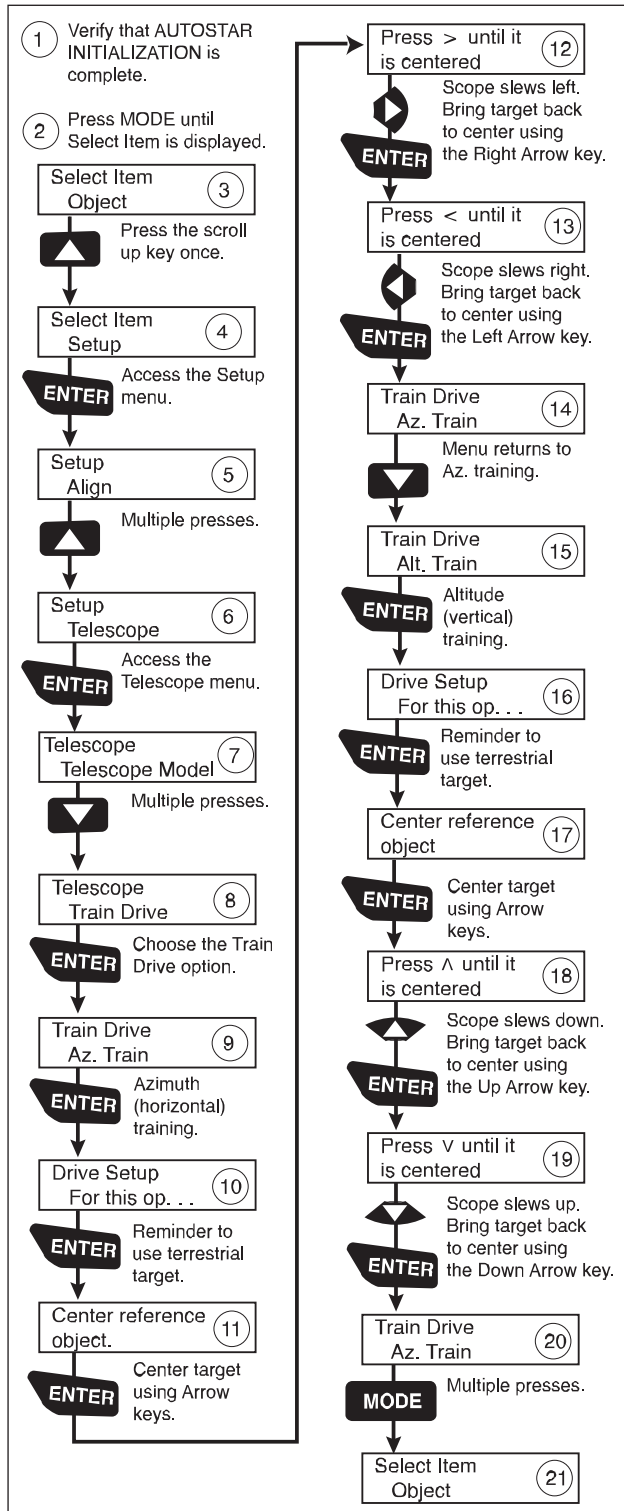 1
Verify that AUTOSTAR
INITIALIZATION is
complete.
2
Press MODE until
Select Item is displayed.
Select Item
Object
3
Press the scroll
up key once.
Select Item
Setup
4
ENTER
Access the Setup
menu.
Setup
Align
5
Multiple presses.
Setup
Telescope
6
ENTER
Access the
Telescope menu.
Telescope
Telescope Model
7
Multiple presses.
Telescope
Train Drive
8
ENTER
Choose the Train
Drive option.
Train Drive
Az. Train
9
ENTER
Azimuth
(horizontal)
training.
Drive Setup
For this op. . .
10
ENTER
Reminder to
use terrestrial
target.
Center reference
object.
11
ENTER
Center target
using Arrow
keys.
Press > until it
is centered
12
Scope slews left.
Bring target back
to center using
the Right Arrow key.
ENTER
Press < until it
is centered
13
Scope slews right.
Bring target back
to center using
the Left Arrow key.
ENTER
Train Drive
Az. Train
14
Menu returns to
Az. training.
Train Drive
Alt. Train
15
ENTER
Altitude
(vertical)
training.
Drive Setup
For this op. . .
16
ENTER
Reminder to
use terrestrial
target.
Center reference
object
17
ENTER
Center target
using Arrow
keys.
Press ∧ until it
is centered
18
Scope slews down.
Bring target back
to center using
the Up Arrow key.
ENTER
Press ∨ until it
is centered
19
Scope slews up.
Bring target back
to center using
the Down Arrow key.
ENTER
Train Drive
Az. Train
20
MODE
Multiple presses.
Select Item
Object
21